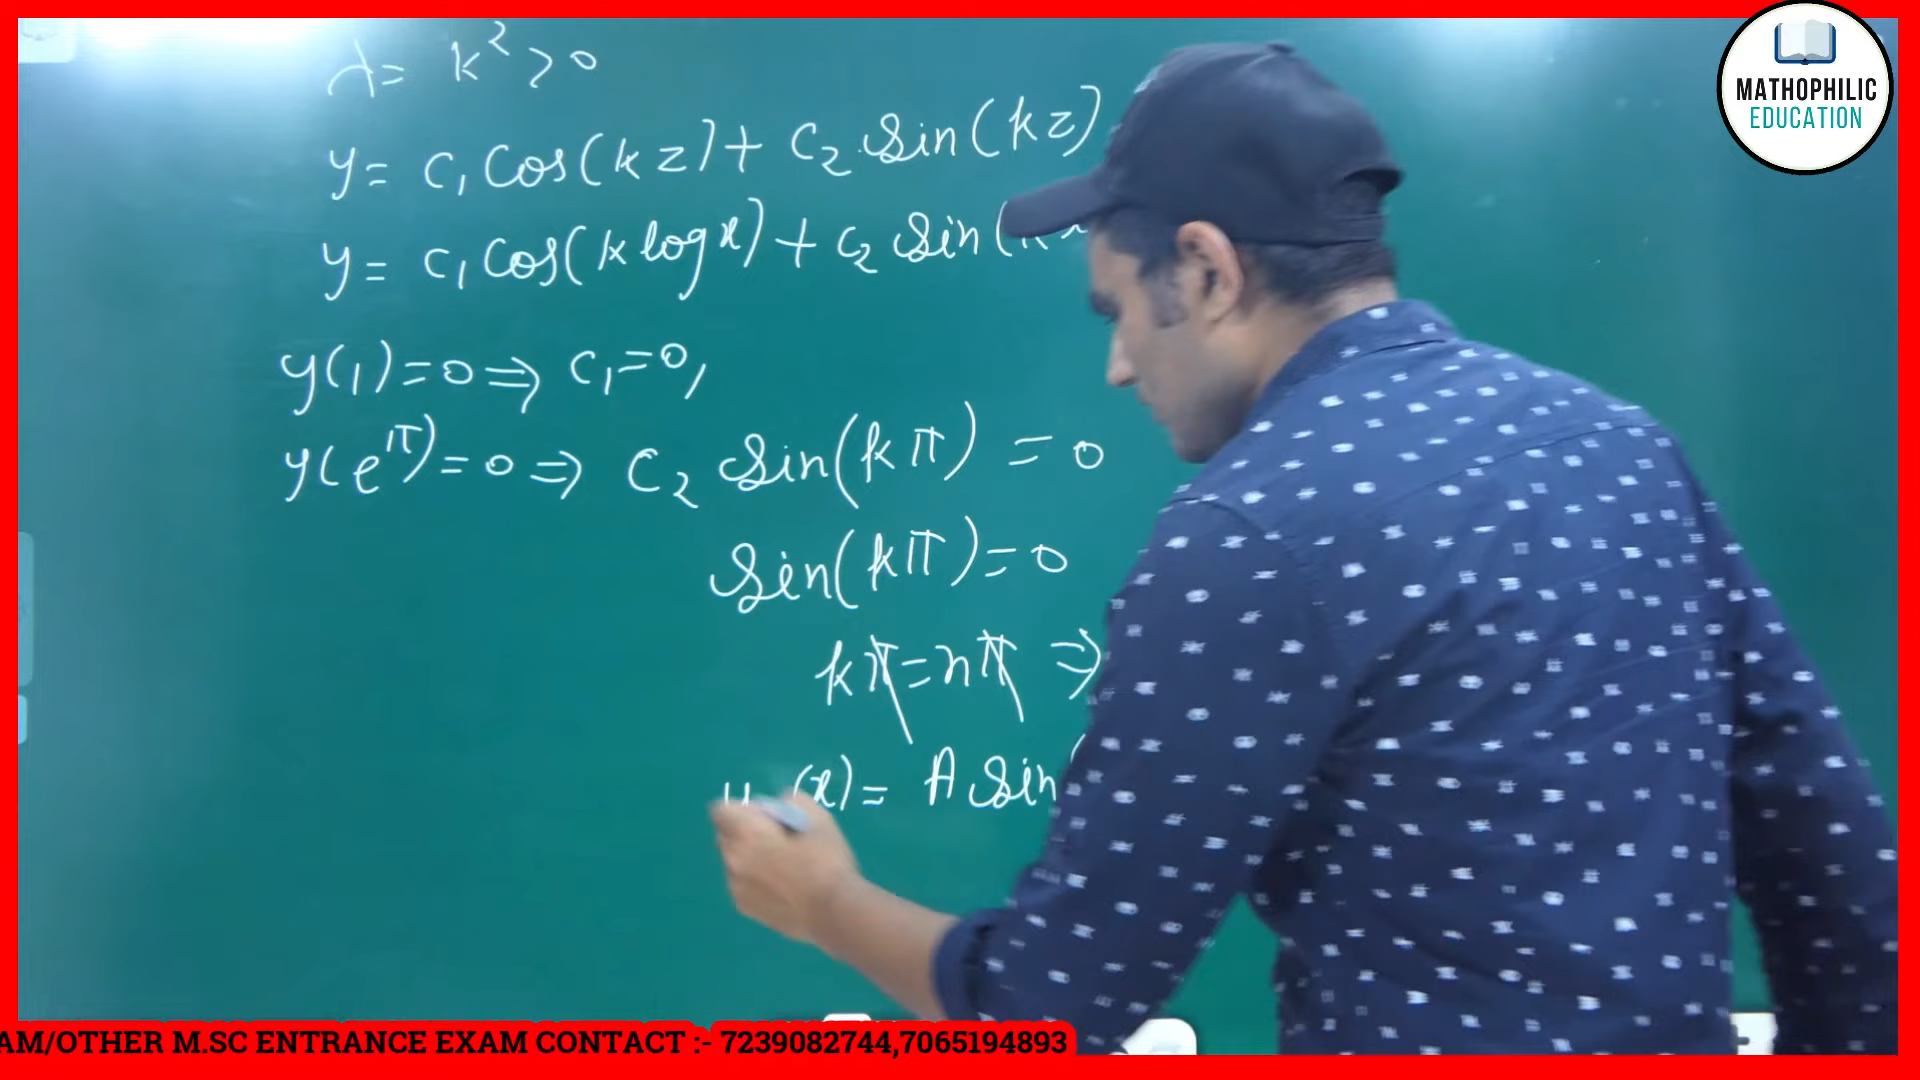 λ = k² > 0
y = c₁ Cos(kz) + c₂ Sin(kz)
y = c₁ Cos(k log x) + c₂ Sin(k
y(1) = 0 ⇒ c₁ = 0,
y(e^π) = 0 ⇒ c₂ Sin(kπ) = 0
Sin(kπ) = 0
kπ = nπ ⇒
(x) = A Sin
MATHOPHILIC
EDUCATION
AM/OTHER M.SC ENTRANCE EXAM CONTACT :- 7239082744,7065194893